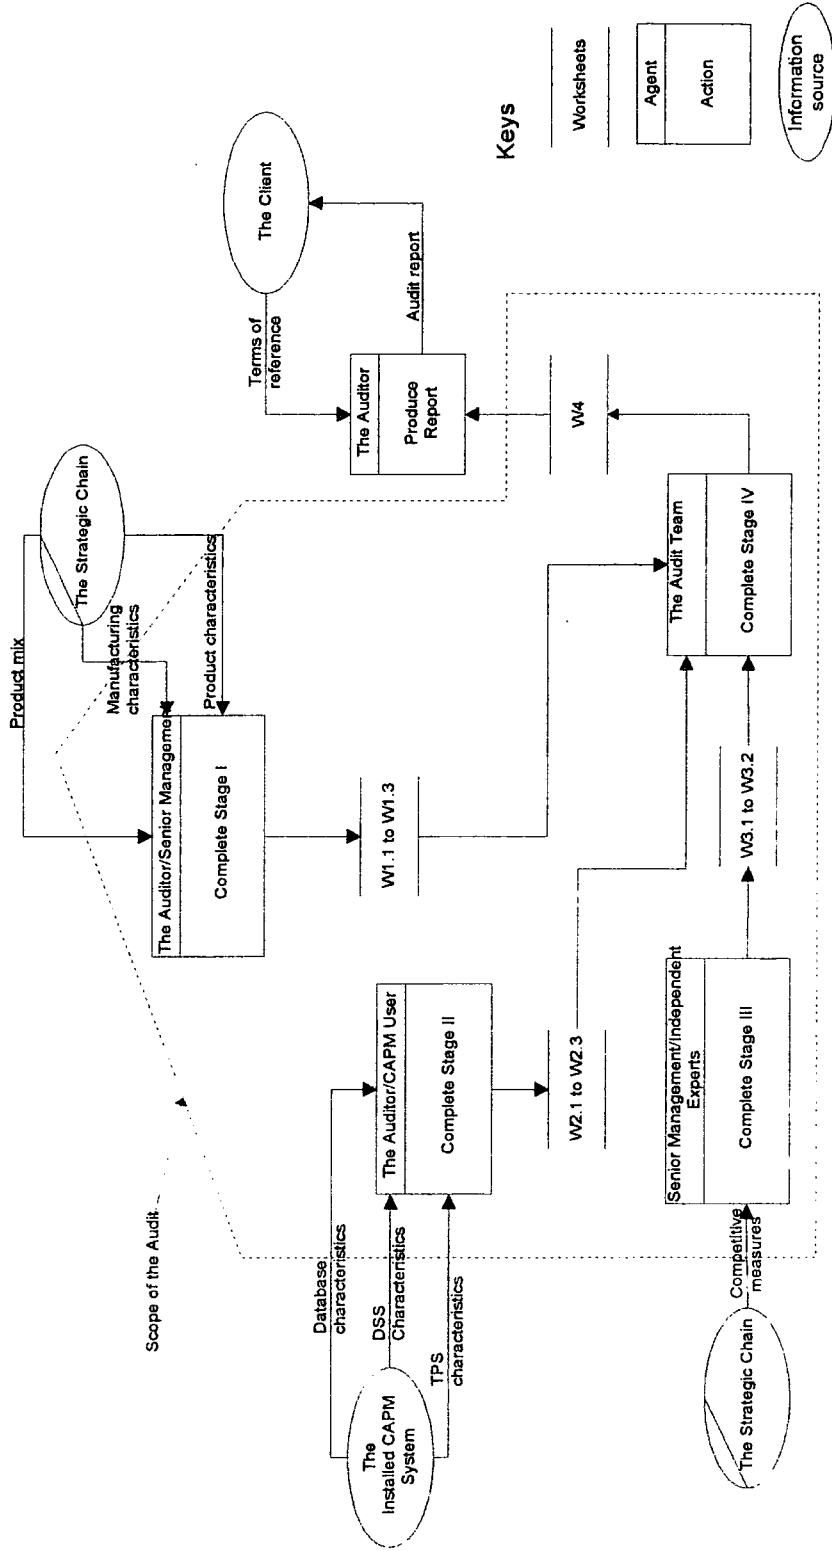 Product mix
The Strategic Chain
Manufacturing
characteristics
Product characteristics
The Auditor/Senior Management
Complete Stage I
W1.1 to W1.3
The Client
Terms of
reference
Audit report
The Auditor
Produce
Report
W4
Scope of the Audit
Database
characteristics
DSS
Characteristics
TPS
characteristics
The
Installed CAPM
System
The Auditor/CAPM User
Complete Stage II
W2.1 to W2.3
The Strategic Chain
Competitive
measures
Senior Management/Independent
Experts
Complete Stage III
W3.1 to W3.2
The Audit Team
Complete Stage IV
Keys
Worksheets
Agent
Action
Information
source